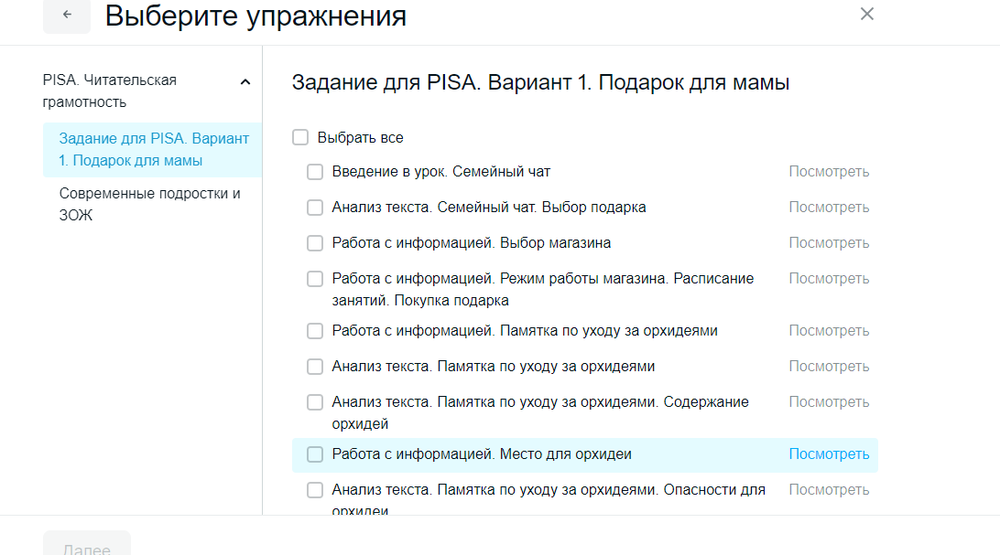 Выберите упражнения
PISA. Читательская
грамотность
Задание для PISA. Вариант
1. Подарок для мамы
Современные подростки и
ЗОЖ
Задание для PISA. Вариант 1. Подарок для мамы
Выбрать все
Введение в урок. Семейный чат Посмотреть
Анализ текста. Семейный чат. Выбор подарка Посмотреть
Работа с информацией. Выбор магазина Посмотреть
Работа с информацией. Режим работы магазина. Расписание Посмотреть
занятий. Покупка подарка
Работа с информацией. Памятка по уходу за орхидеями Посмотреть
Анализ текста. Памятка по уходу за орхидеями Посмотреть
Анализ текста. Памятка по уходу за орхидеями. Содержание Посмотреть
орхидей
Работа с информацией. Место для орхидеи Посмотреть
Анализ текста. Памятка по уходу за орхидеями. Опасности для Посмотреть
орхидеи
Далее